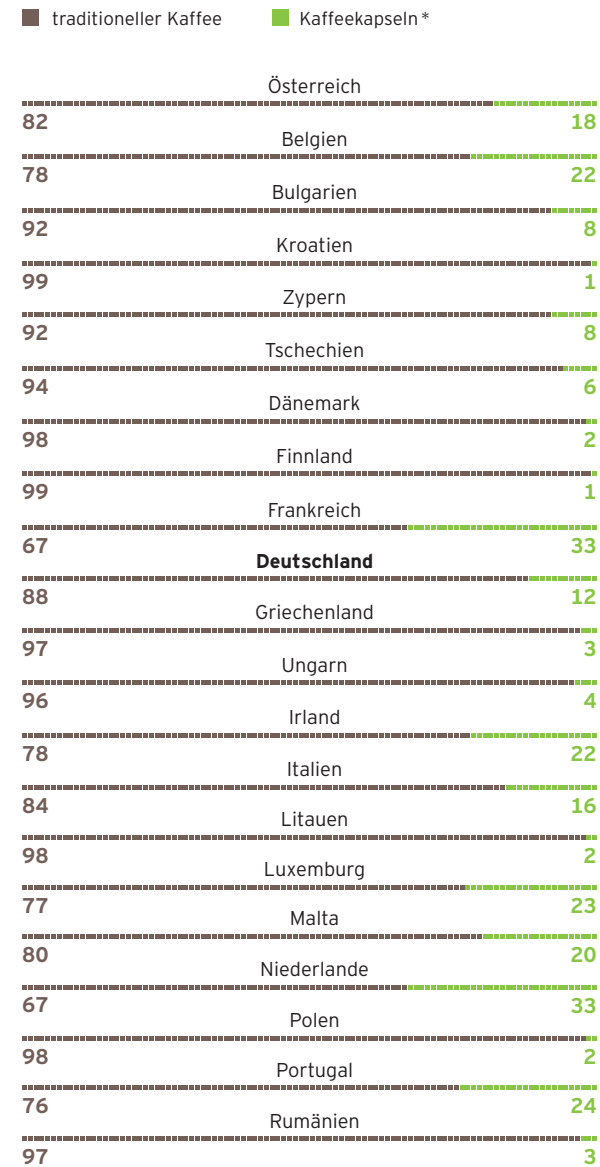 traditioneller Kaffee Kaffeekapseln *
Österreich
82 18
Belgien
78 22
Bulgarien
92 8
Kroatien
99 1
Zypern
92 8
Tschechien
94 6
Dänemark
98 2
Finnland
99 1
Frankreich
67 33
Deutschland
88 12
Griechenland
97 3
Ungarn
96 4
Irland
78 22
Italien
84 16
Litauen
98 2
Luxemburg
77 23
Malta
80 20
Niederlande
67 33
Polen
98 2
Portugal
76 24
Rumänien
97 3